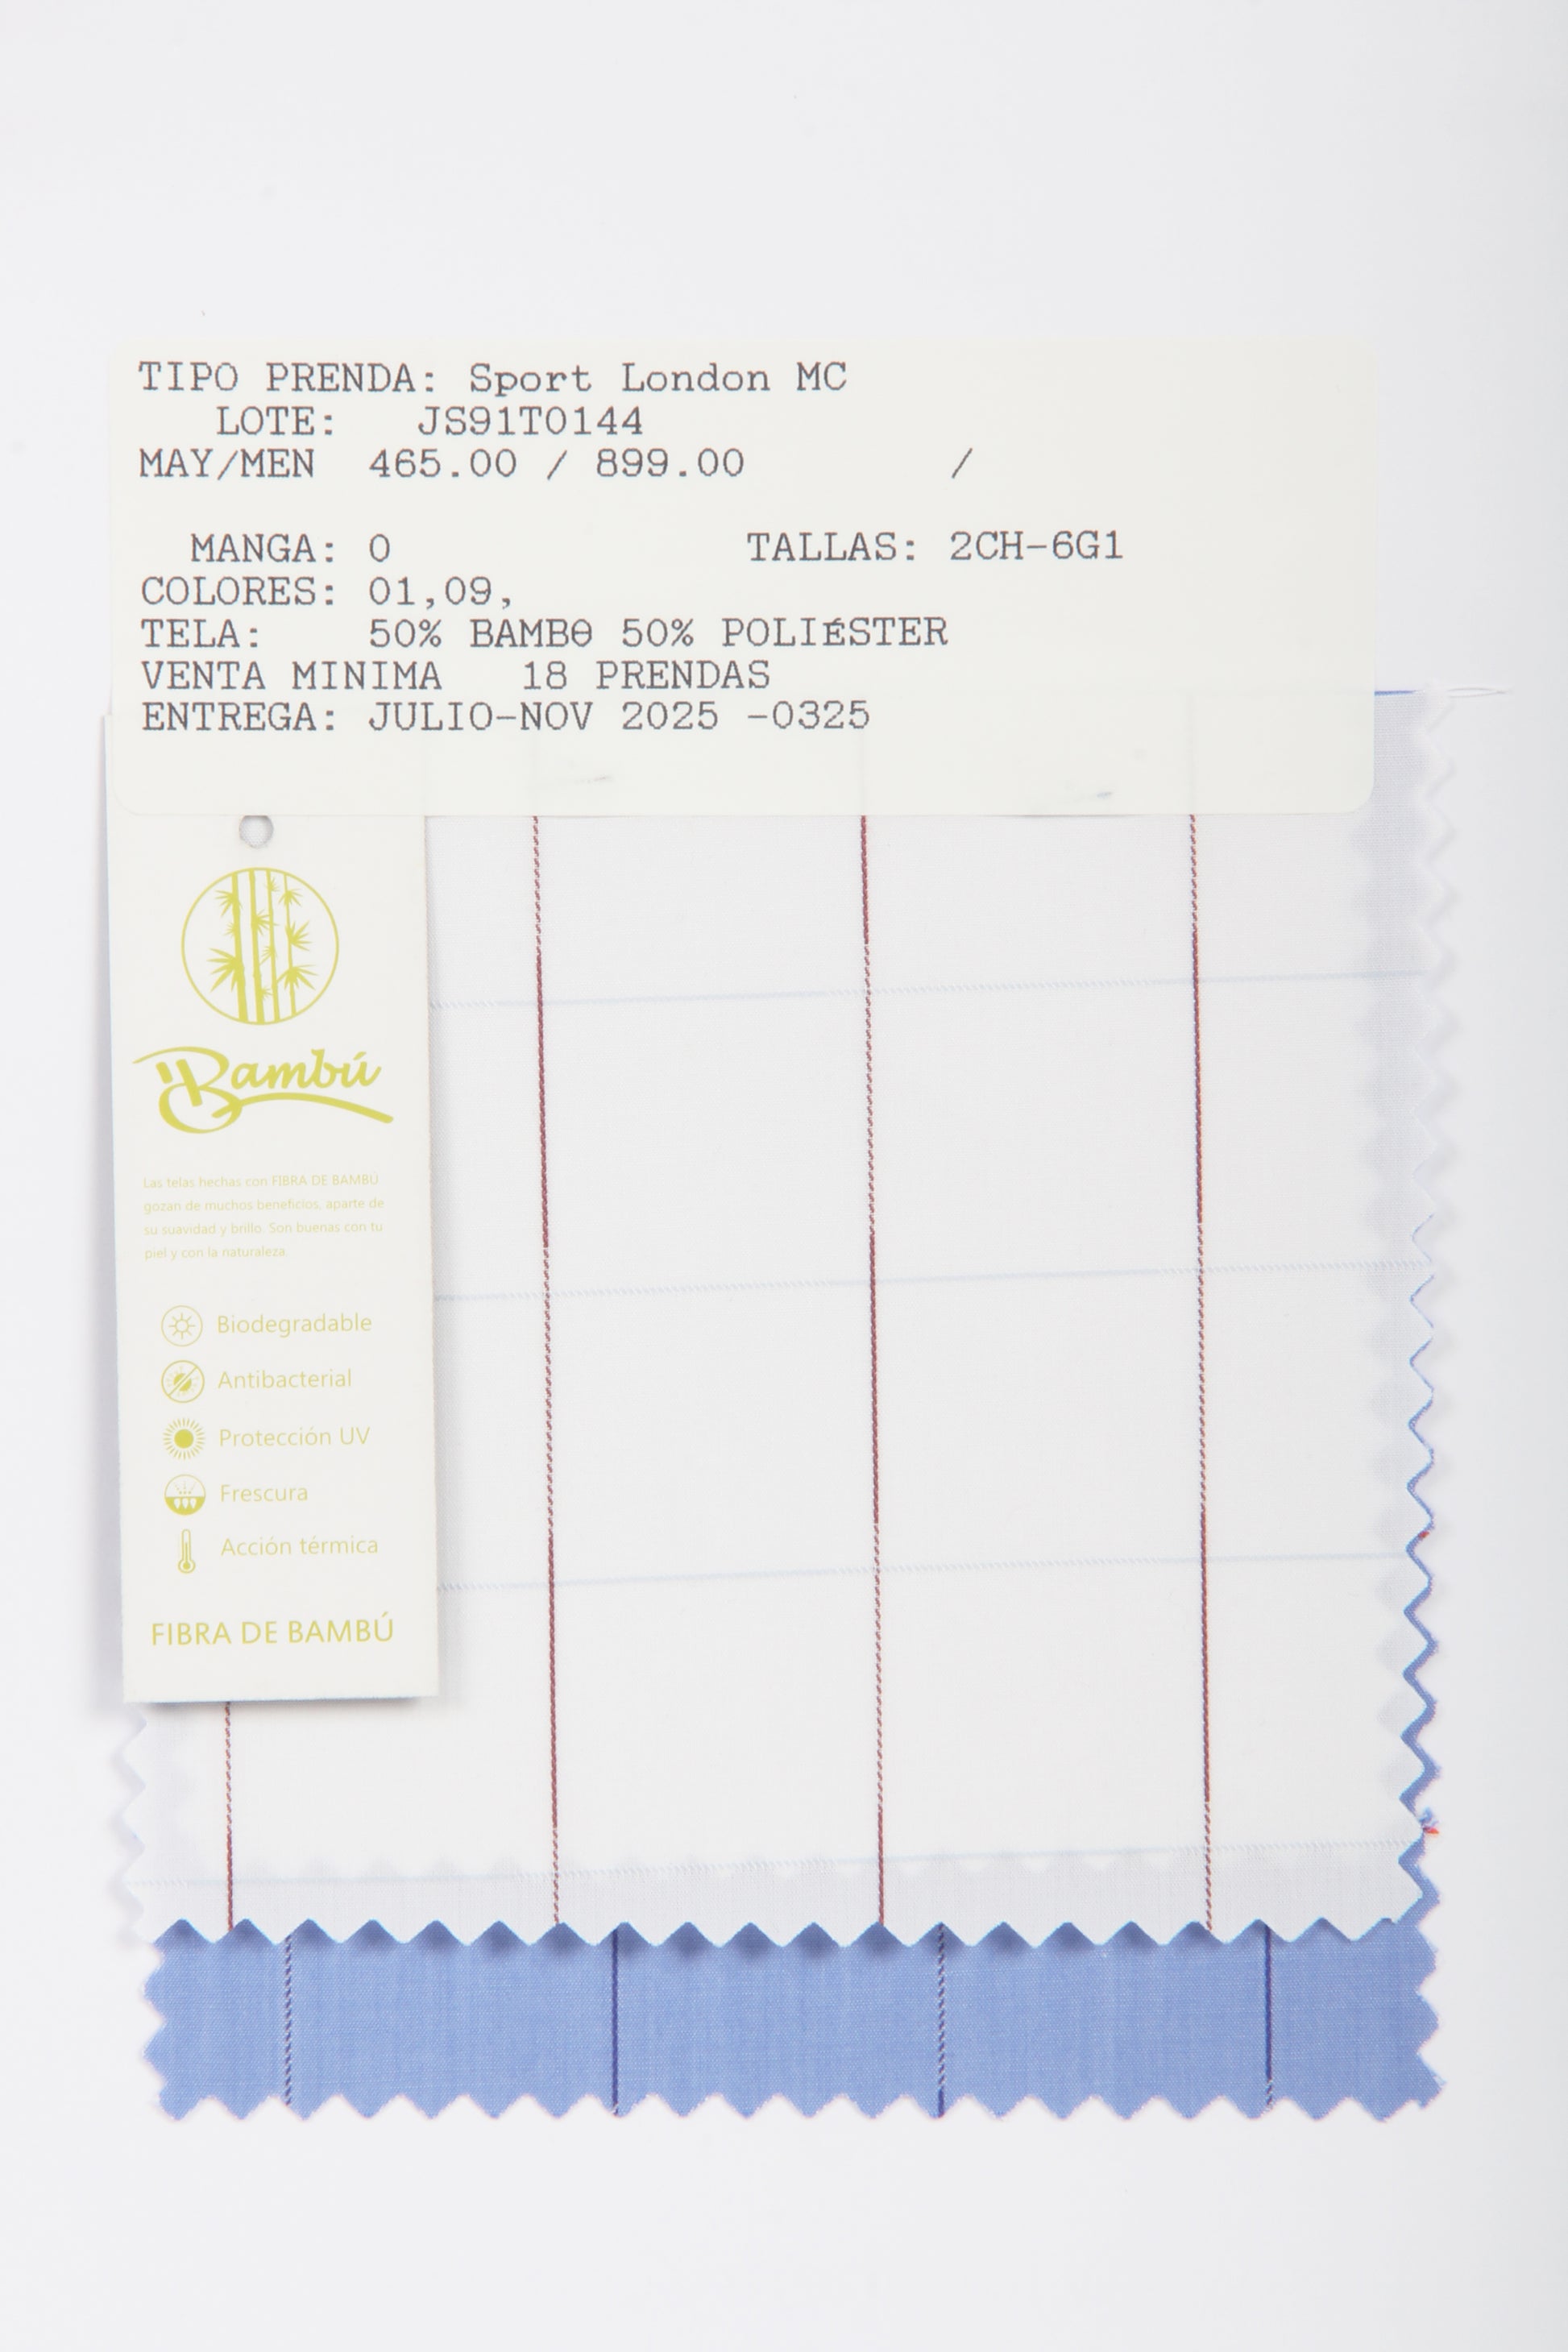 TIPO PRENDA: Sport London MC
LOTE: JS91T0144
MAY/MEN 465.00 / 899.00 /
MANGA: 0 TALLAS: 2CH-6G1
COLORES: 01,09,
TELA: 50% BAMBΘ 50% POLIÉSTER
VENTA MINIMA 18 PRENDAS
ENTREGA: JULIO-NOV 2025 -0325
Bambú
Las telas hechas con FIBRA DE BAMBÚ
gozan de muchos beneficios, aparte de
su suavidad y brillo. Son buenas con tu
piel y con la naturaleza
Biodegradable
Antibacterial
Protección UV
Frescura
Acción térmica
FIBRA DE BAMBÚ